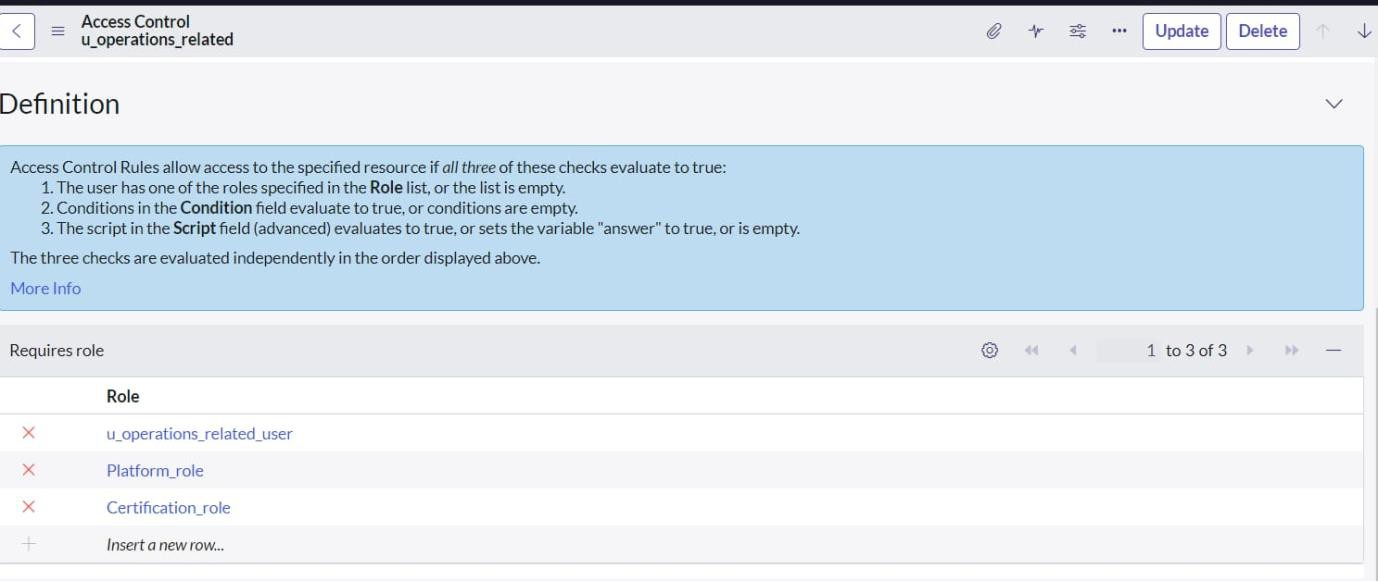 Access Control
u_operations_related
Update
Delete
Definition
Access Control Rules allow access to the specified resource if all three of these checks evaluate to true:
1. The user has one of the roles specified in the Role list, or the list is empty.
2. Conditions in the Condition field evaluate to true, or conditions are empty.
3. The script in the Script field (advanced) evaluates to true, or sets the variable "answer" to true, or is empty.
The three checks are evaluated independently in the order displayed above.
More Info
Requires role
1 to 3 of 3
Role
u_operations_related_user
Platform_role
Certification_role
Insert a new row...